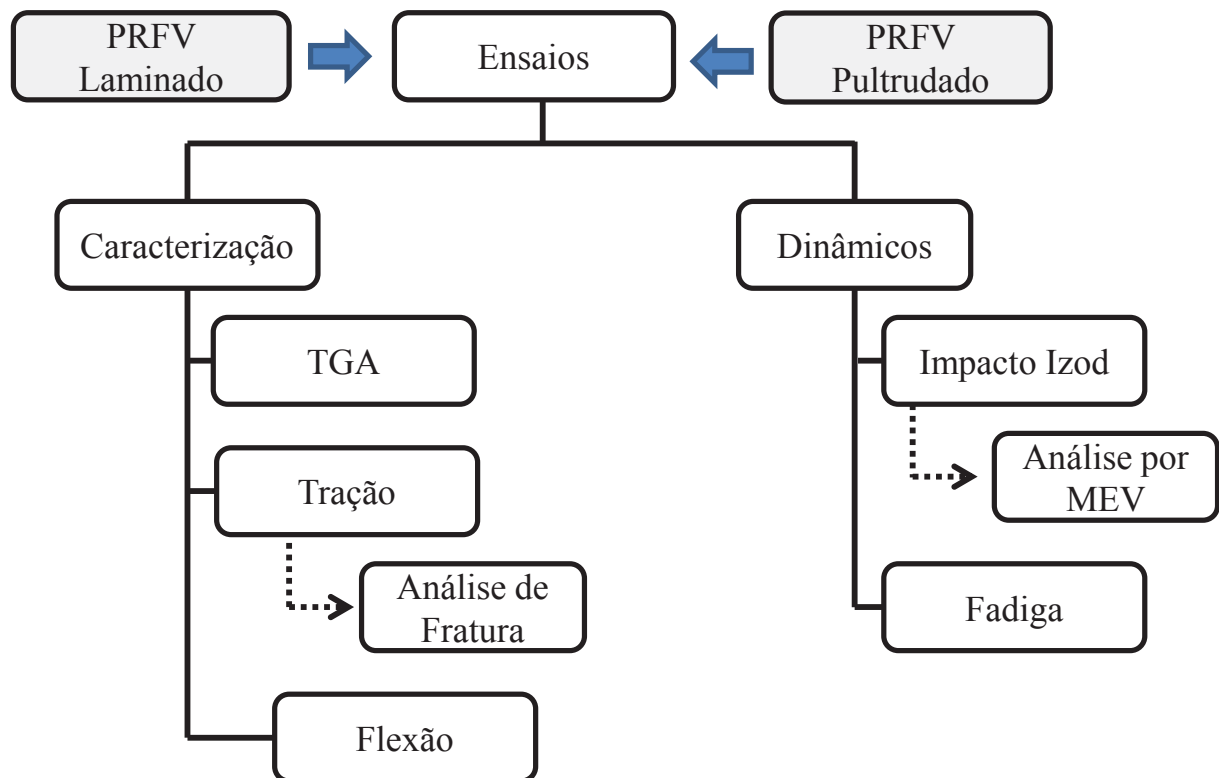 PRFV
Laminado
Ensaios
PRFV
Pultrudado
Caracterização
Dinâmicos
TGA
Impacto Izod
Tração
Análise por
MEV
Análise de
Fratura
Fadiga
Flexão